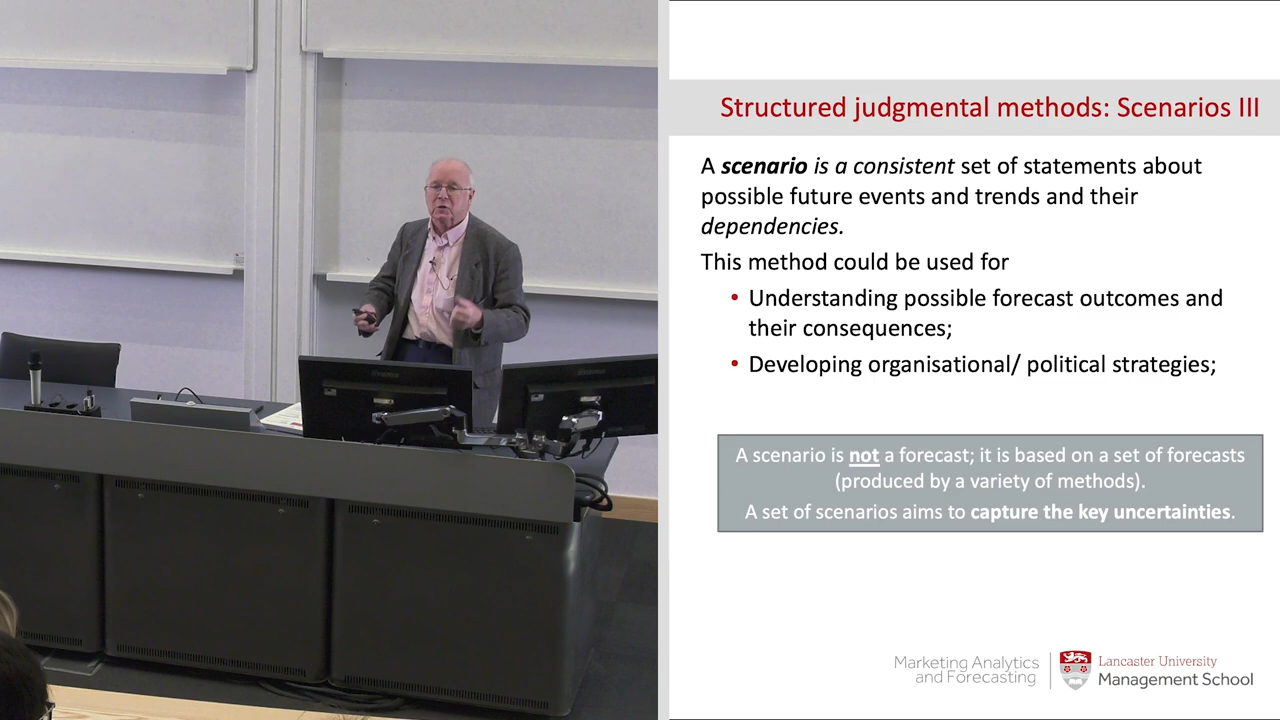 Structured judgmental methods: Scenarios III
A scenario is a consistent set of statements about
possible future events and trends and their
dependencies.
This method could be used for
• Understanding possible forecast outcomes and
their consequences;
• Developing organisational/ political strategies;
A scenario is not a forecast; it is based on a set of forecasts
(produced by a variety of methods).
A set of scenarios aims to capture the key uncertainties.
Marketing Analytics
and Forecasting
Lancaster University
Management School